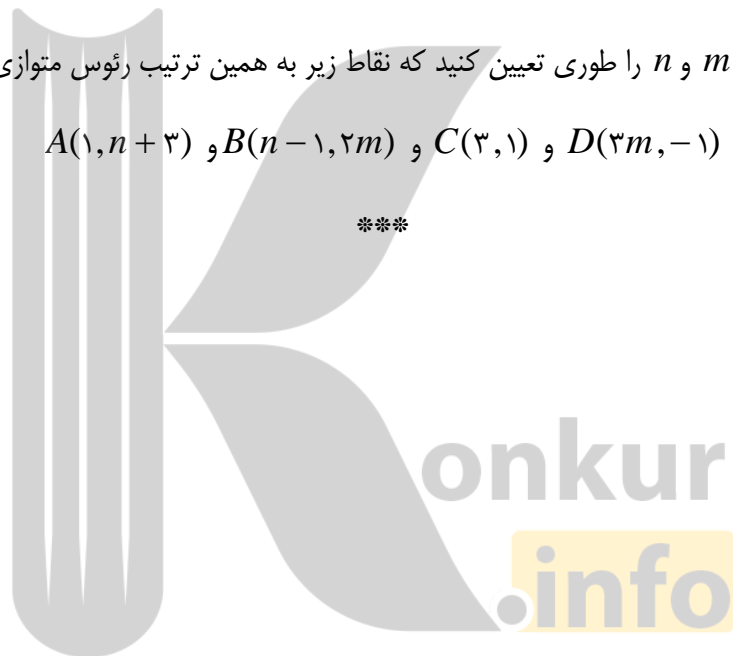 m و n را طوری تعیین کنید که نقاط زیر به همین ترتیب رئوس متوازی
A(۱, n + ۳) و B(n − ۱, ۲m) و C(۳, ۱) و D(۳m, − ۱)
***
onkur
.info